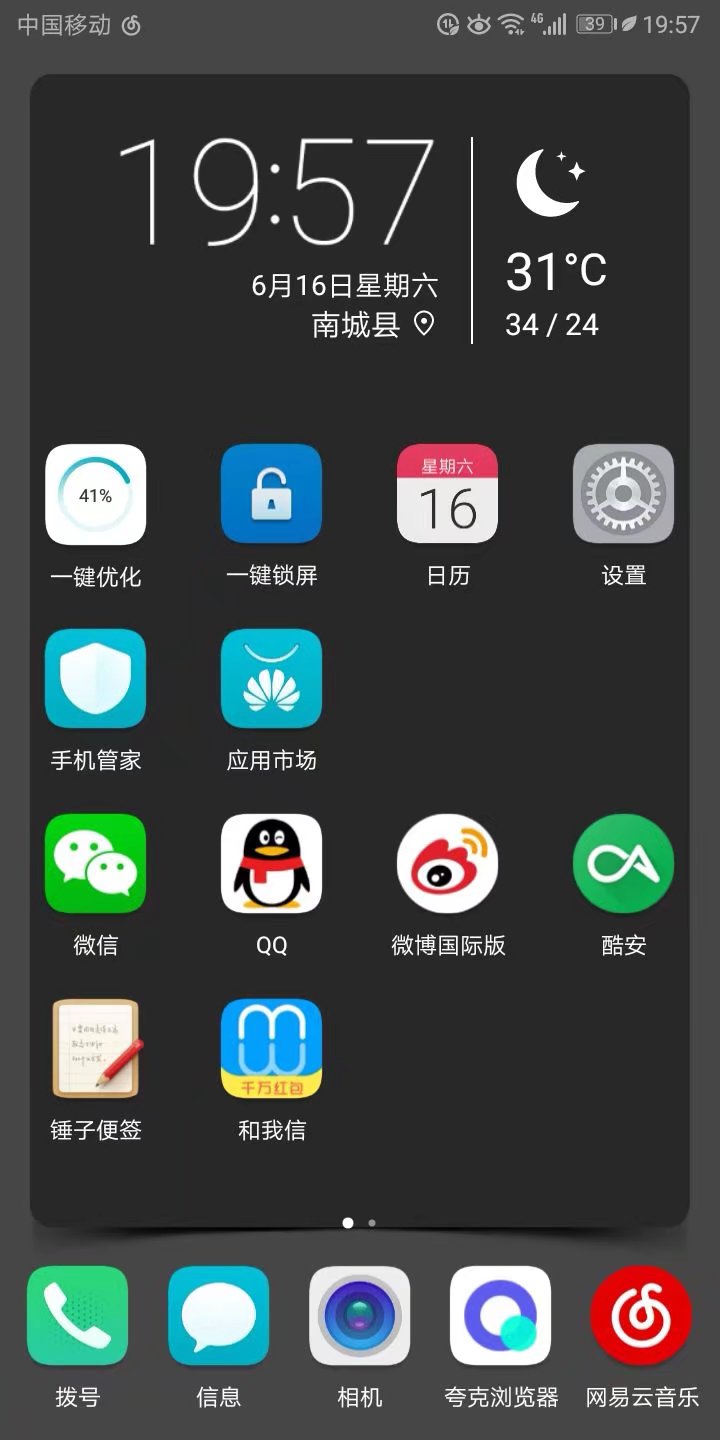 中国移动 4G 39 19:57
19:57
6月16日星期六
南城县
31°C
34 / 24
41%
星期六
16
一键优化 一键锁屏 日历 设置
手机管家 应用市场
微信 QQ 微博国际版 酷安
千万红包
锤子便签 和我信
拨号 信息 相机 夸克浏览器 网易云音乐